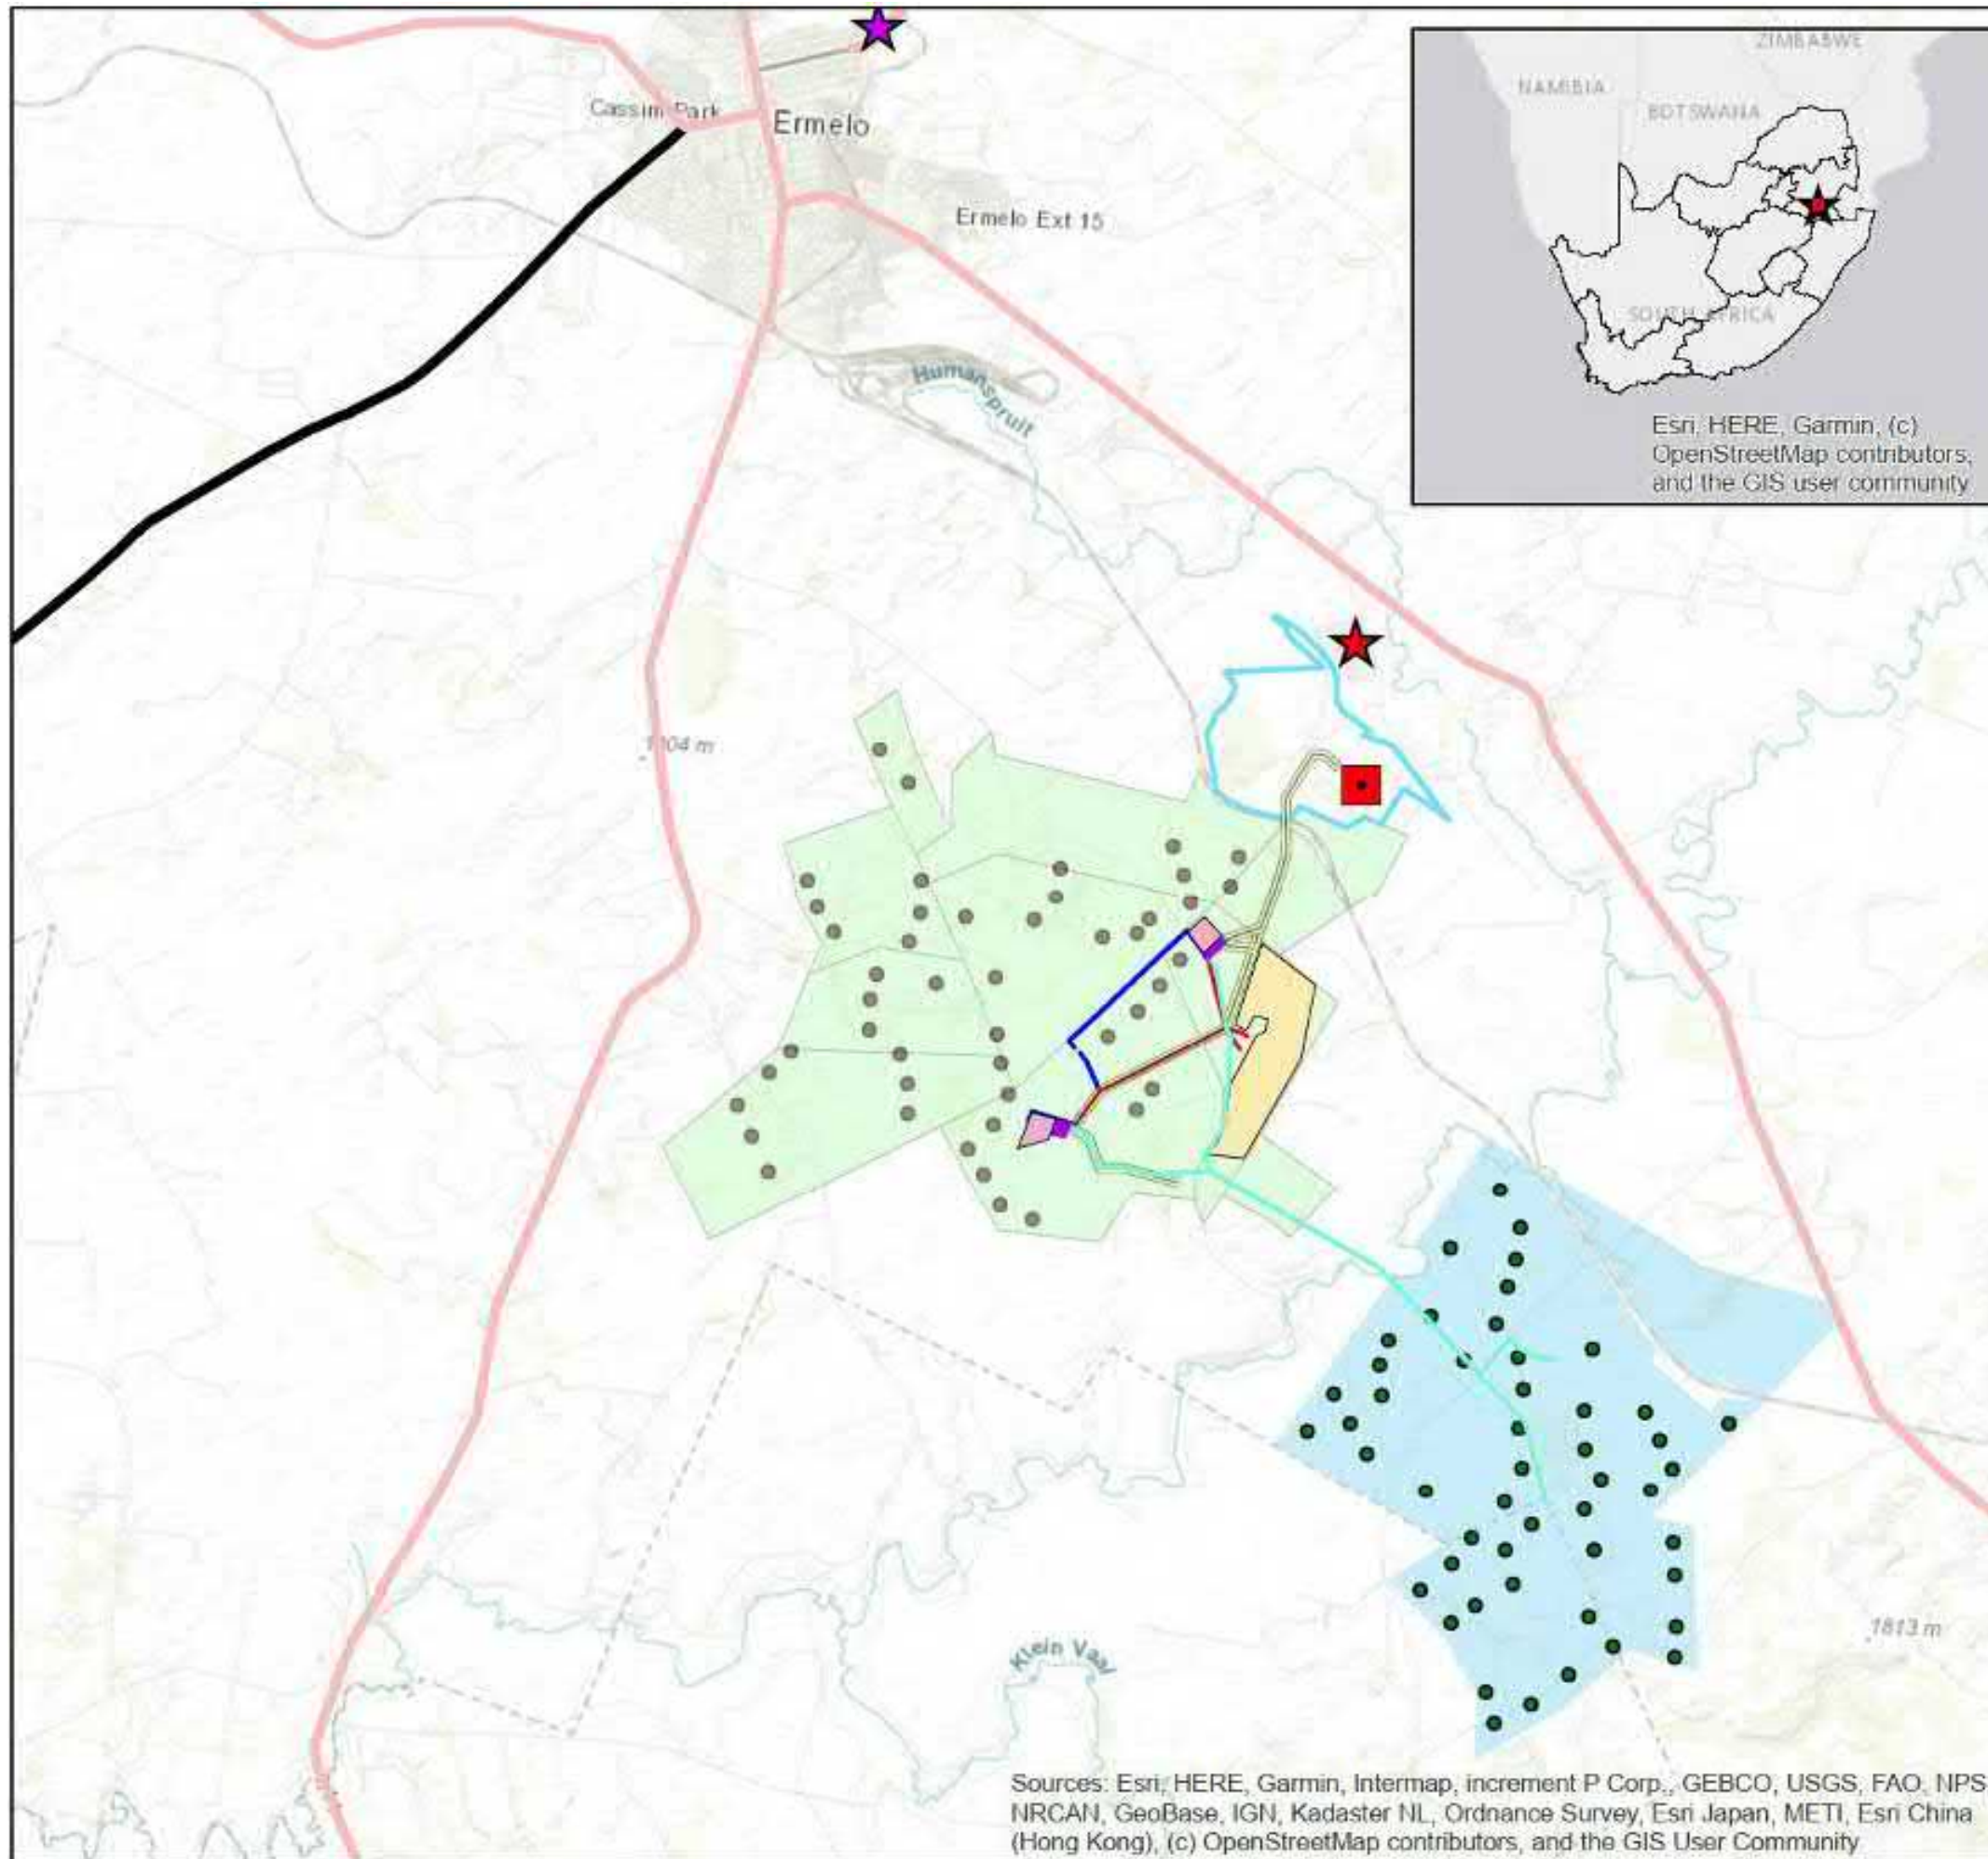 Cassim Park
Ermelo
Ermelo Ext 15
Humanspruit
ZIMBABWE
NAMIBIA
BOTSWANA
SOUTH AFRICA
Esri, HERE, Garmin, (c)
OpenStreetMap contributors,
and the GIS user community
1813 m
Klein Vaal
Sources: Esri, HERE, Garmin, Intermap, increment P Corp., GEBCO, USGS, FAO, NPS
NRCAN, GeoBase, IGN, Kadaster NL, Ordnance Survey, Esri Japan, METI, Esri China
(Hong Kong), (c) OpenStreetMap contributors, and the GIS User Community